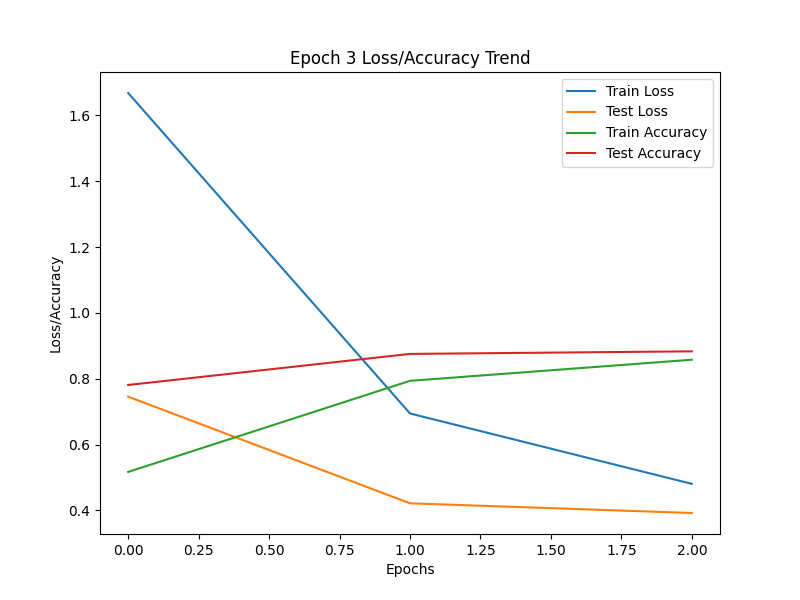 Epoch 3 Loss/Accuracy Trend
Train Loss
Test Loss
Train Accuracy
Test Accuracy
1.6
1.4
1.2
1.0
0.8
0.6
0.4
Loss/Accuracy
0.00 0.25 0.50 0.75 1.00 1.25 1.50 1.75 2.00
Epochs